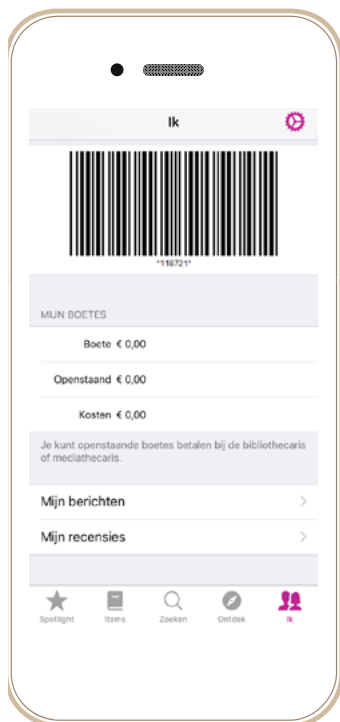 Ik
*118721*
MIJN BOETES
Boete € 0,00
Openstaand € 0,00
Kosten € 0,00
Je kunt openstaande boetes betalen bij de bibliothecaris
of mediathecaris.
Mijn berichten
Mijn recensies
Spotlight Items Zoeken Ontdek Ik